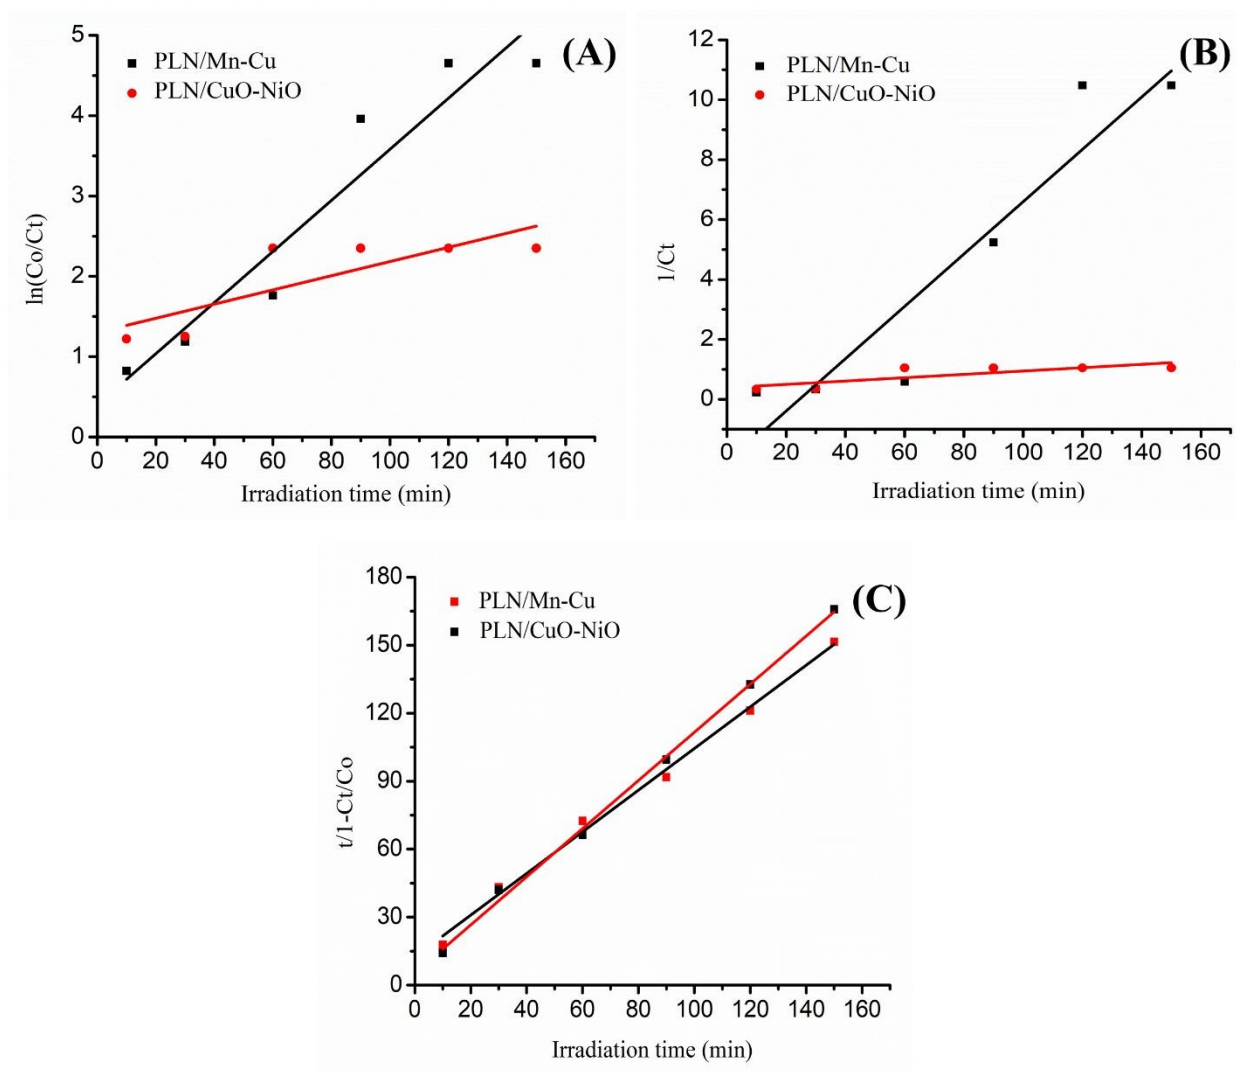 5
4
3
2
1
0
ln(Co/Ct)
PLN/Mn-Cu
PLN/CuO-NiO
(A)
0 20 40 60 80 100 120 140 160
Irradiation time (min)
12
10
8
6
4
2
0
1/Ct
PLN/Mn-Cu
PLN/CuO-NiO
(B)
0 20 40 60 80 100 120 140 160
Irradiation time (min)
180
150
120
90
60
30
0
t/1-Ct/Co
PLN/Mn-Cu
PLN/CuO-NiO
(C)
0 20 40 60 80 100 120 140 160
Irradiation time (min)